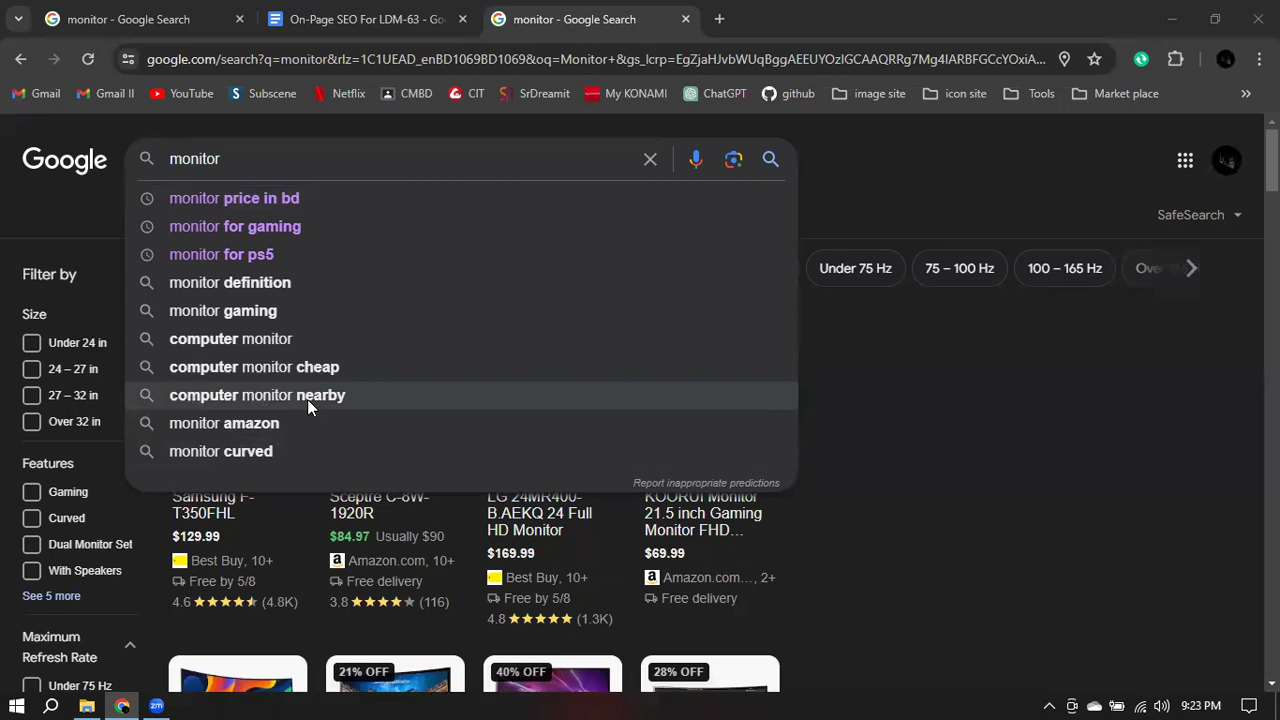 monitor - Google Search
On-Page SEO For LDM-63 - Go
monitor - Google Search
google.com/search?q=monitor&rlz=1C1UEAD_enBD1069BD1069&oq=Monitor+&gs_lcrp=EgZjaHJvbWUqBggAEEUYOzIGCAAQRRg7Mg4IARBFGCcYOxiA...
Gmail
Gmail II
YouTube
Subscene
Netflix
CMBD
CIT
SrDreamit
My KONAMI
ChatGPT
github
image site
icon site
Tools
Market place
Google
monitor
SafeSearch
monitor price in bd
monitor for gaming
monitor for ps5
monitor definition
monitor gaming
computer monitor
computer monitor cheap
computer monitor nearby
monitor amazon
monitor curved
Report inappropriate predictions
Under 75 Hz
75 – 100 Hz
100 – 165 Hz
Filter by
Size
Under 24 in
24 – 27 in
27 – 32 in
Over 32 in
Features
Gaming
Curved
Dual Monitor Set
With Speakers
See 5 more
Maximum
Refresh Rate
Under 75 Hz
Samsung F-
T350FHL
$129.99
Best Buy, 10+
Free by 5/8
4.6 (4.8K)
Sceptre C-8W-
1920R
$84.97 Usually $90
Amazon.com, 10+
Free delivery
3.8 (116)
LG 24MR400-
B.AEKQ 24 Full
HD Monitor
$169.99
Best Buy, 10+
Free by 5/8
4.8 (1.3K)
KOORUI Monitor
21.5 inch Gaming
Monitor FHD...
$69.99
Amazon.com..., 2+
Free delivery
21% OFF
40% OFF
28% OFF
zm
9:23 PM